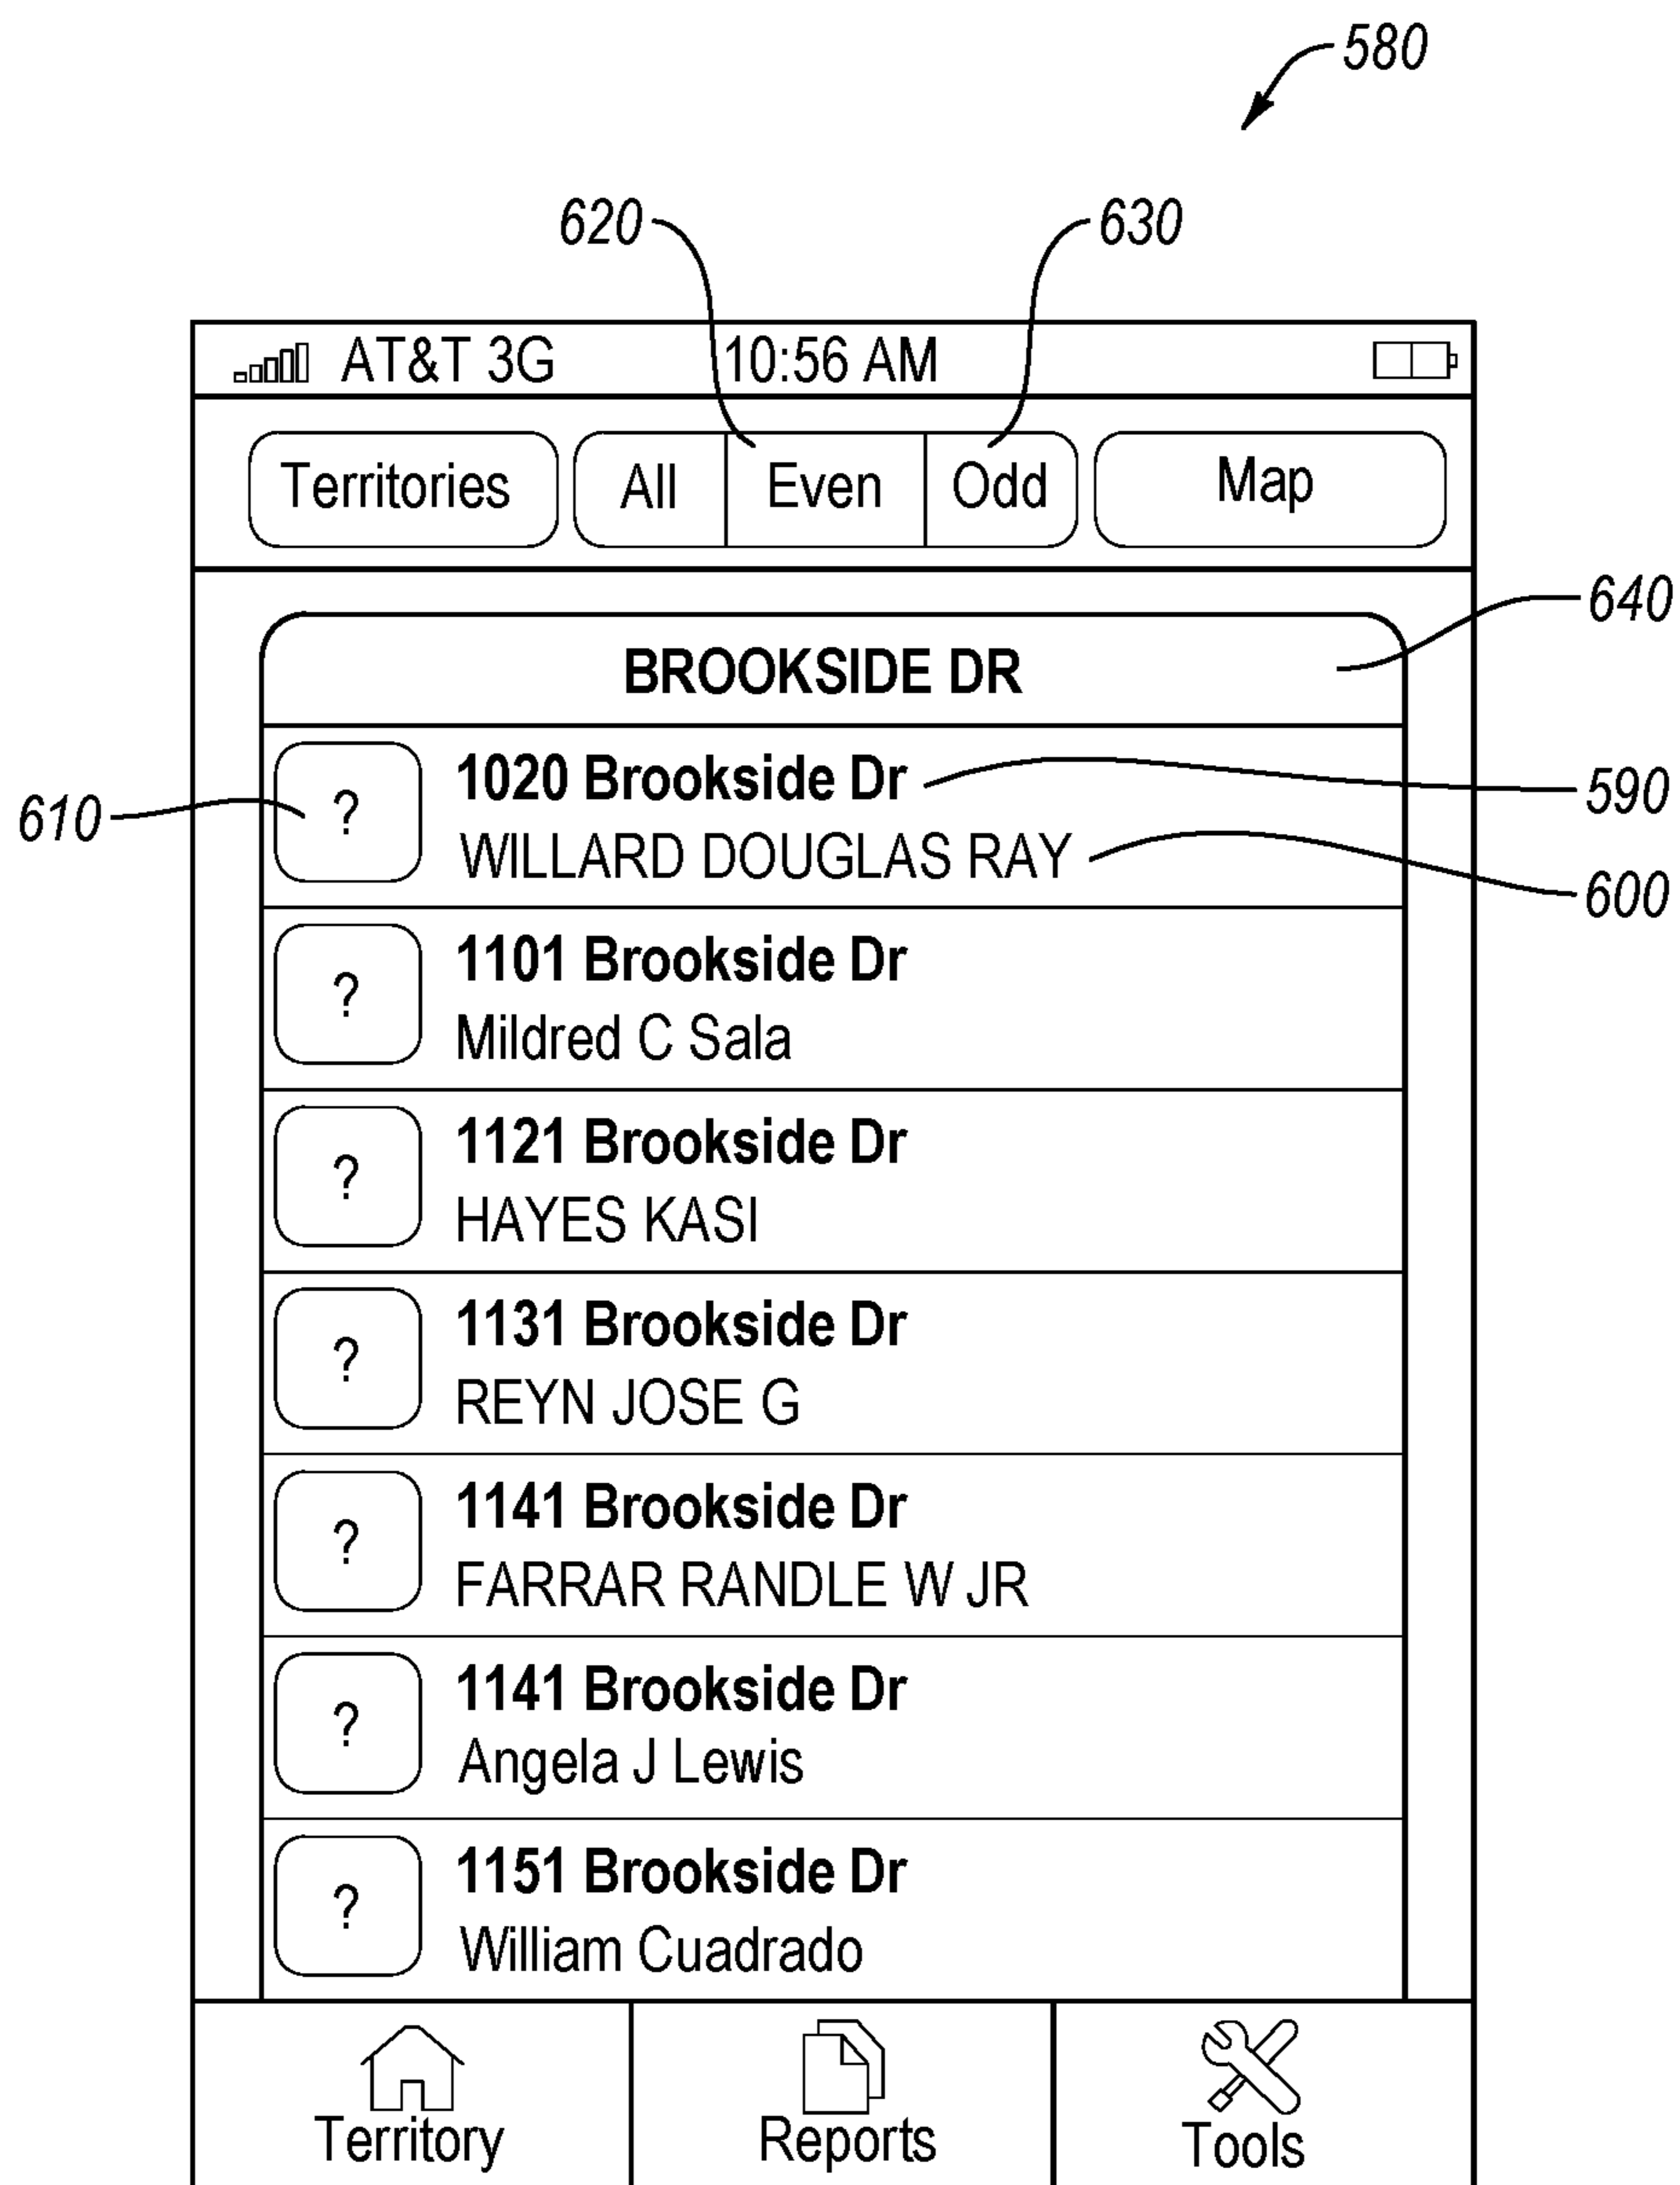 580
620 630
AT&T 3G 10:56 AM
Territories All Even Odd Map
640
BROOKSIDE DR
610 ? 1020 Brookside Dr 590
WILLARD DOUGLAS RAY 600
? 1101 Brookside Dr
Mildred C Sala
? 1121 Brookside Dr
HAYES KASI
? 1131 Brookside Dr
REYN JOSE G
? 1141 Brookside Dr
FARRAR RANDLE W JR
? 1141 Brookside Dr
Angela J Lewis
? 1151 Brookside Dr
William Cuadrado
Territory Reports Tools